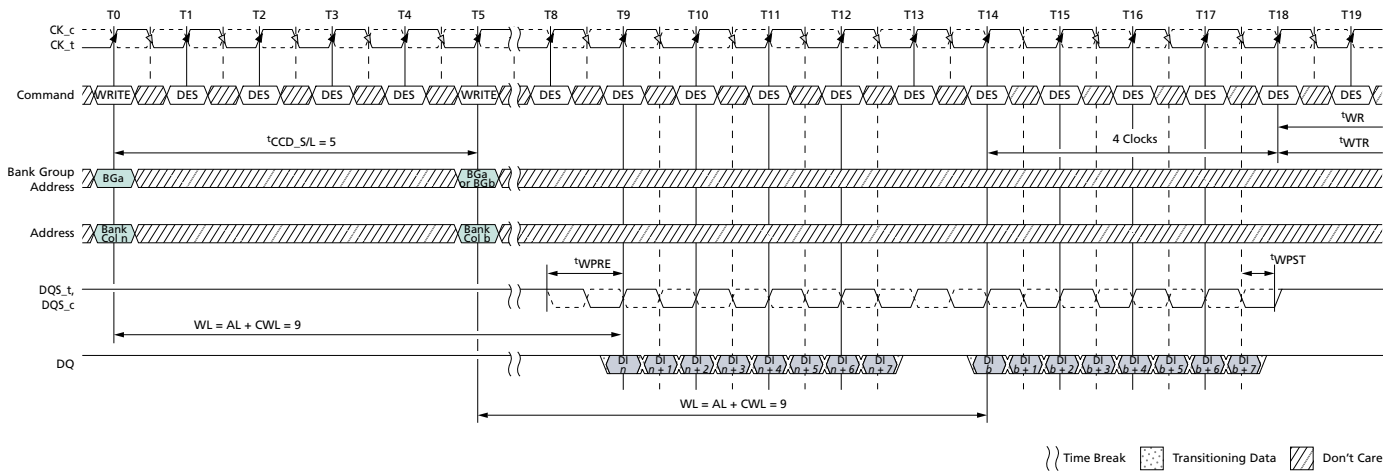 T0 T1 T2 T3 T4 T5 T8 T9 T10 T11 T12 T13 T14 T15 T16 T17 T18 T19
CK_c
CK_t
Command WRITE DES DES DES DES WRITE DES DES DES DES DES DES DES DES DES DES DES DES
tWR
tCCD_S/L = 5 4 Clocks tWTR
Bank Group
Address BGa BGa
or BGb
Address Bank
Col n Bank
Col b
tWPRE tWPST
DQS_t,
DQS_c
WL = AL + CWL = 9
DQ DI
n DI
n + 1 DI
n + 2 DI
n + 3 DI
n + 4 DI
n + 5 DI
n + 6 DI
n + 7 DI
b DI
b + 1 DI
b + 2 DI
b + 3 DI
b + 4 DI
b + 5 DI
b + 6 DI
b + 7
WL = AL + CWL = 9
Time Break Transitioning Data Don't Care